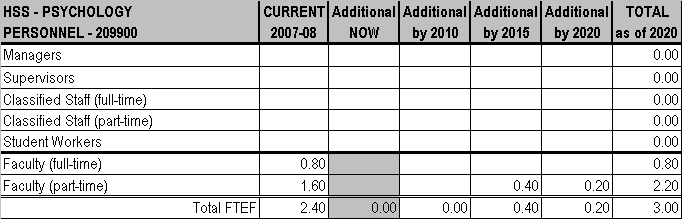 HSS - PSYCHOLOGY CURRENT Additional Additional Additional Additional TOTAL
PERSONNEL - 209900 2007-08 NOW by 2010 by 2015 by 2020 as of 2020
Managers 0.00
Supervisors 0.00
Classified Staff (full-time) 0.00
Classified Staff (part-time) 0.00
Student Workers 0.00
Faculty (full-time) 0.80 0.80
Faculty (part-time) 1.60 0.40 0.20 2.20
Total FTEF 2.40 0.00 0.00 0.40 0.20 3.00